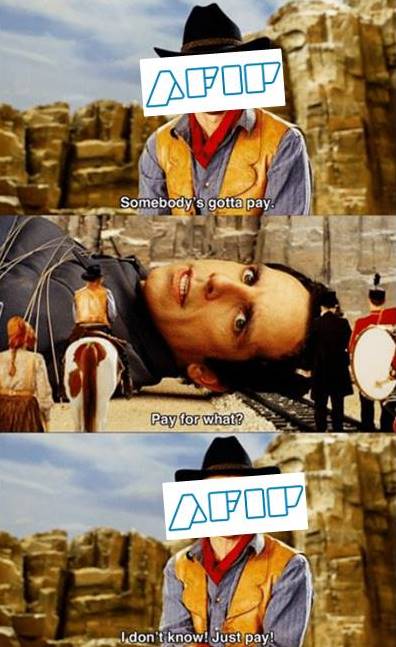 AFIP
Somebody's gotta pay.
Pay for what?
AFIP
I don't know! Just pay!